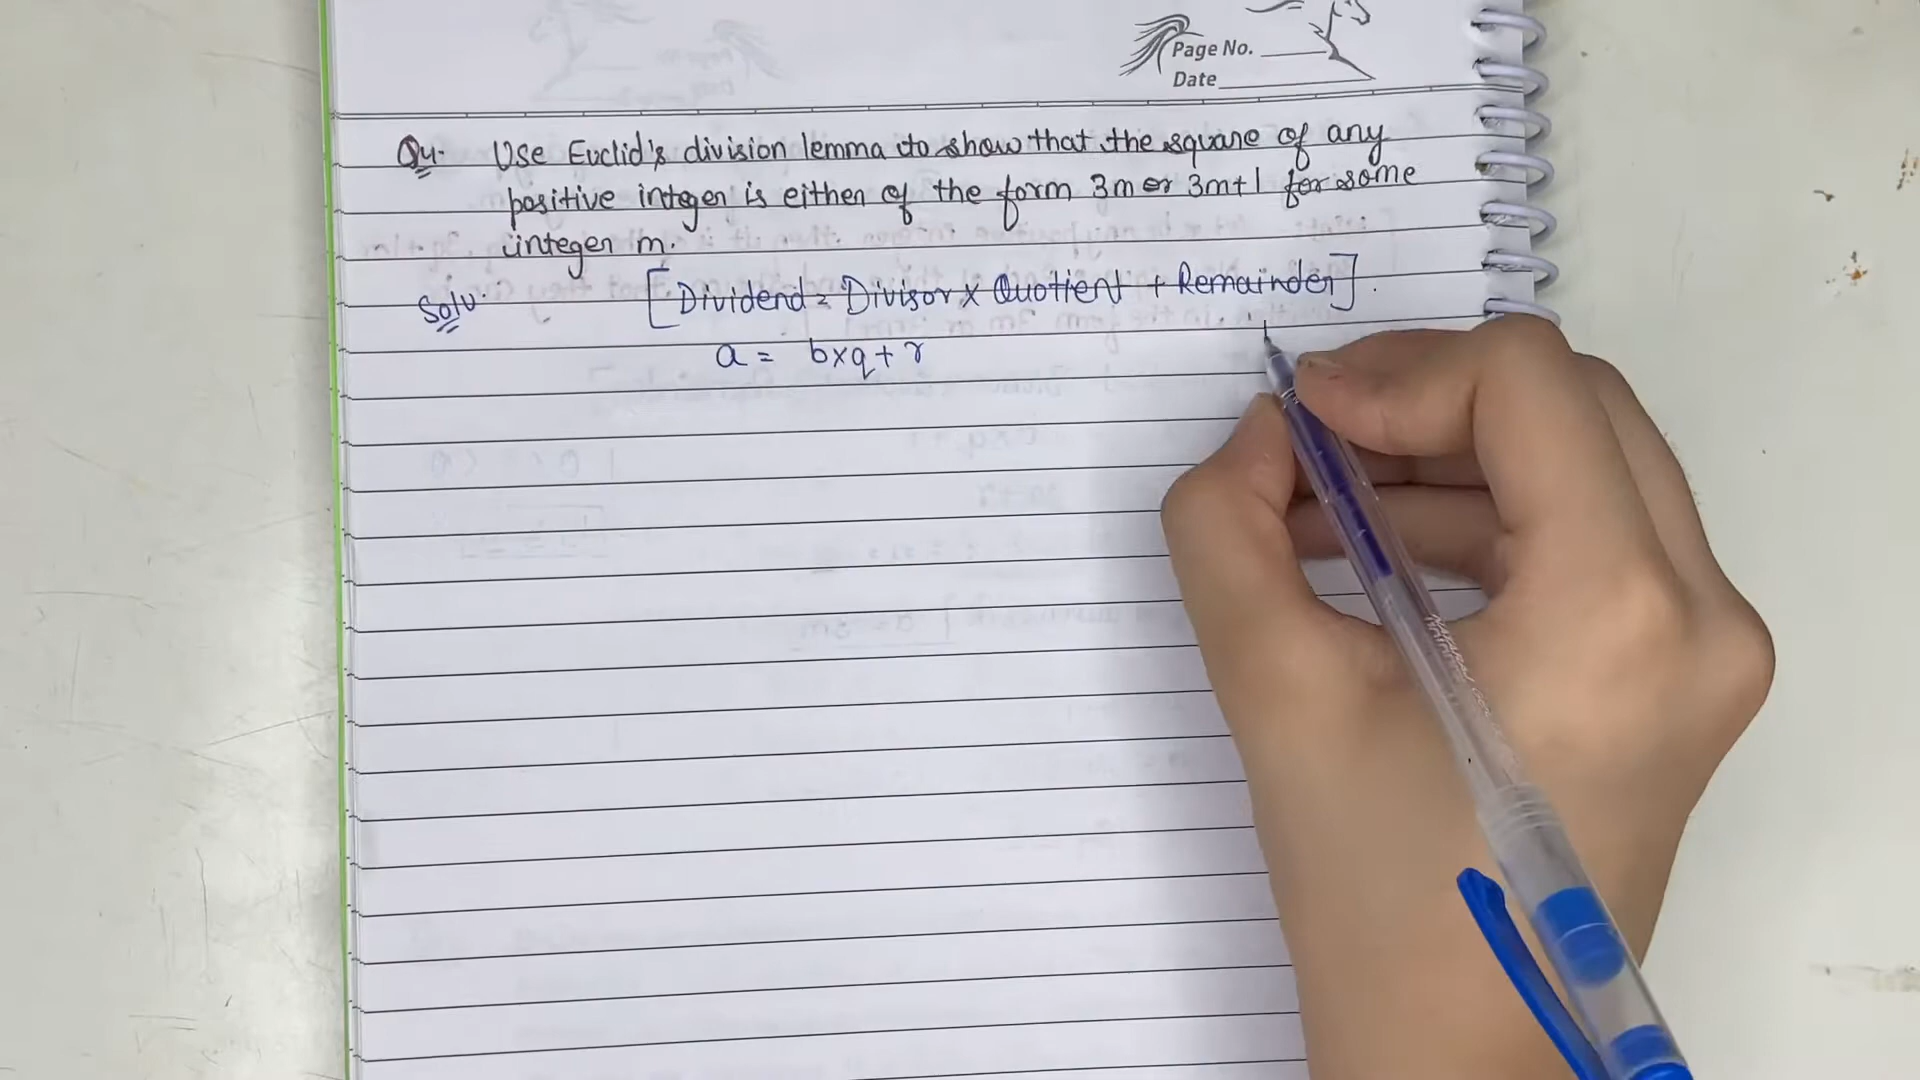 Page No.
Date
Q4. Use Euclid's division lemma to show that the square of any
positive integer is either of the form 3m or 3m+1 for some
integer m.
Solu. [Dividend = Divisor × Quotient + Remainder].
a = b×q+r